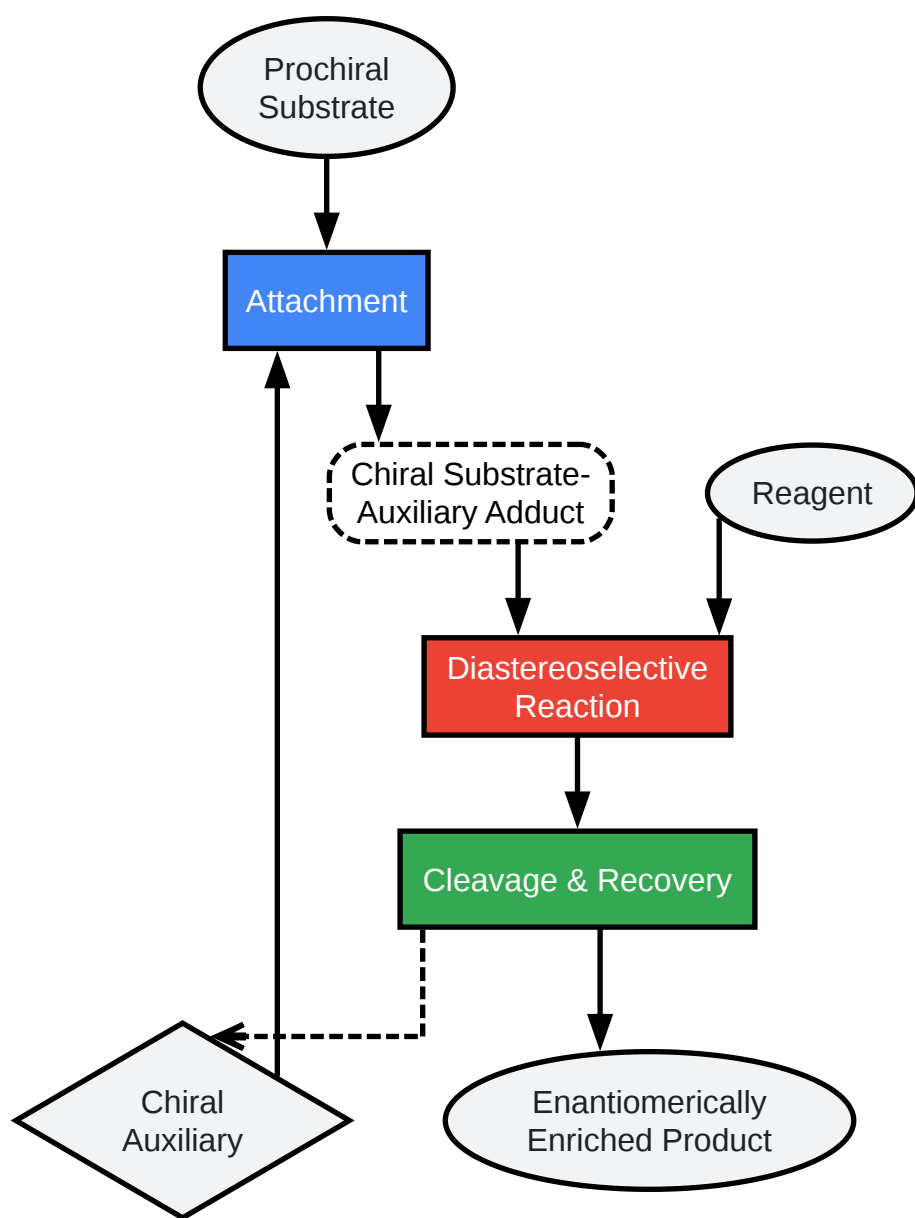 Prochiral
Substrate
Attachment
Chiral Substrate-
Auxiliary Adduct
Reagent
Diastereoselective
Reaction
Cleavage & Recovery
Chiral
Auxiliary
Enantiomerically
Enriched Product